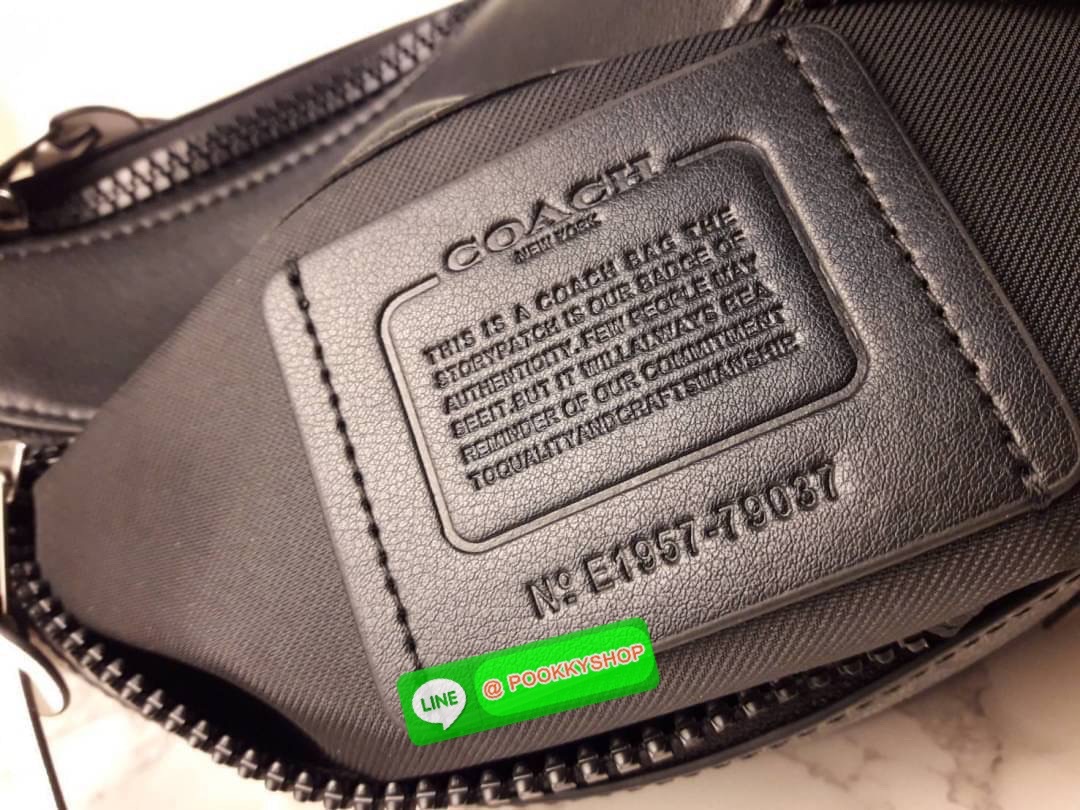 COACH
NEW YORK
THIS IS A COACH BAG THE
STORYPATCH IS OUR BADGE OF
AUTHENTICITY. FEW PEOPLE MAY
SEEIT.BUT IT WILLALWAYS BEA
REMINDER OF OUR COMMITMENT
TOQUALITYANDCRAFTSMANSHIP.
Nº E1957-79037
LINE @ POOKKYSHOP